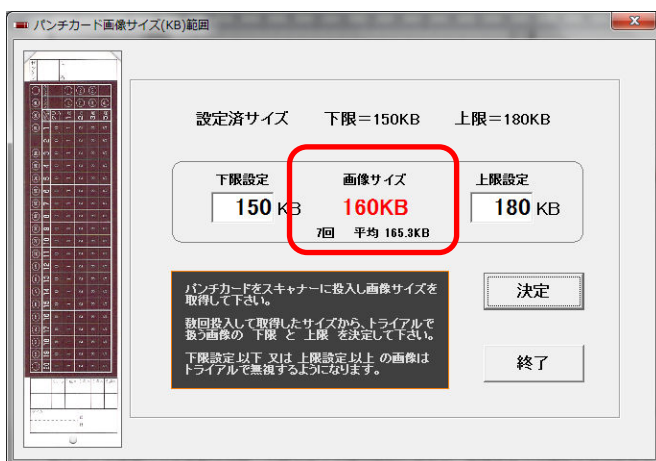 パンチカード画像サイズ(KB)範囲
設定済サイズ 下限=150KB 上限=180KB
下限設定 画像サイズ 上限設定
150 KB 160KB 180 KB
7回 平均 165.3KB
パンチカードをスキャナーに投入し画像サイズを
取得して下さい。
数回投入して取得したサイズから、トライアルで
扱う画像の 下限 と 上限 を決定して下さい。
下限設定以下 又は 上限設定以上 の画像は
トライアルで無視するようになります。
決定
終了